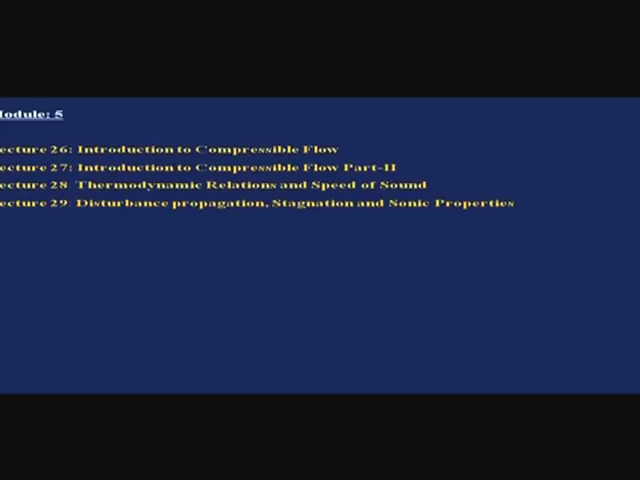 odule: 5
ecture 26: Introduction to Compressible Flow
ecture 27: Introduction to Compressible Flow Part-II
ecture 28: Thermodynamic Relations and Speed of Sound
ecture 29: Disturbance propagation, Stagnation and Sonic Properties